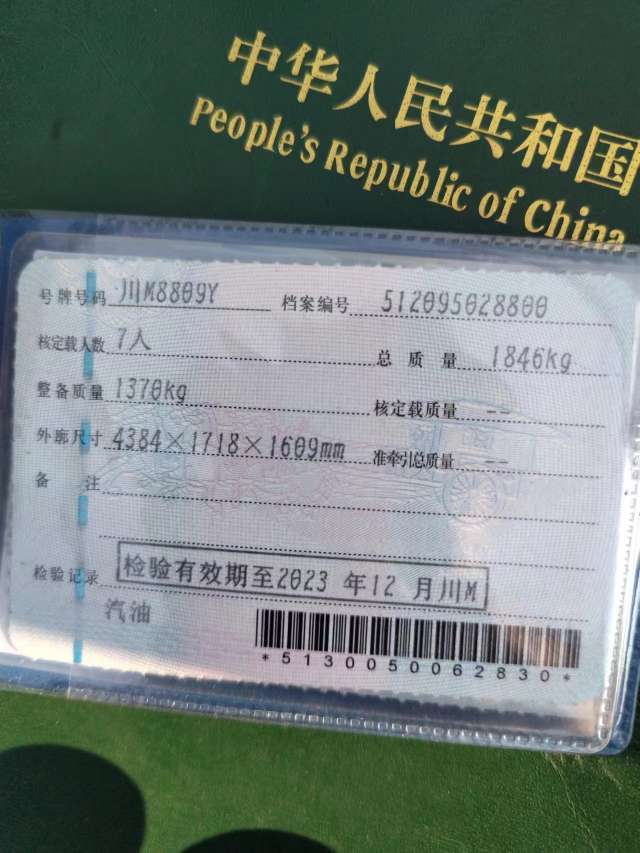 中华人民共和国
People's Republic of China
号牌号码 川M8809Y 档案编号 512095028800
核定载人数 7人 总质量 1846kg
整备质量 1370kg 核定载质量 --
外廓尺寸 4384×1718×1609mm 准牵引总质量 --
备注
检验记录 检验有效期至2023 年12 月川M
汽油
*5130050062830*